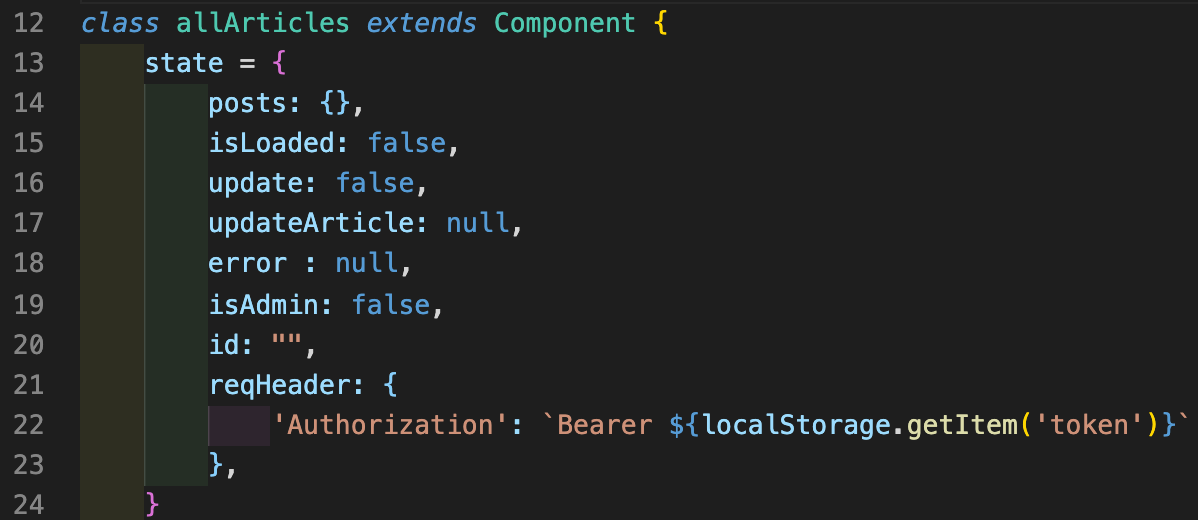 12 class allArticles extends Component {
13     state = {
14         posts: {},
15         isLoaded: false,
16         update: false,
17         updateArticle: null,
18         error : null,
19         isAdmin: false,
20         id: "",
21         reqHeader: {
22             'Authorization': `Bearer ${localStorage.getItem('token')}`
23         },
24     }